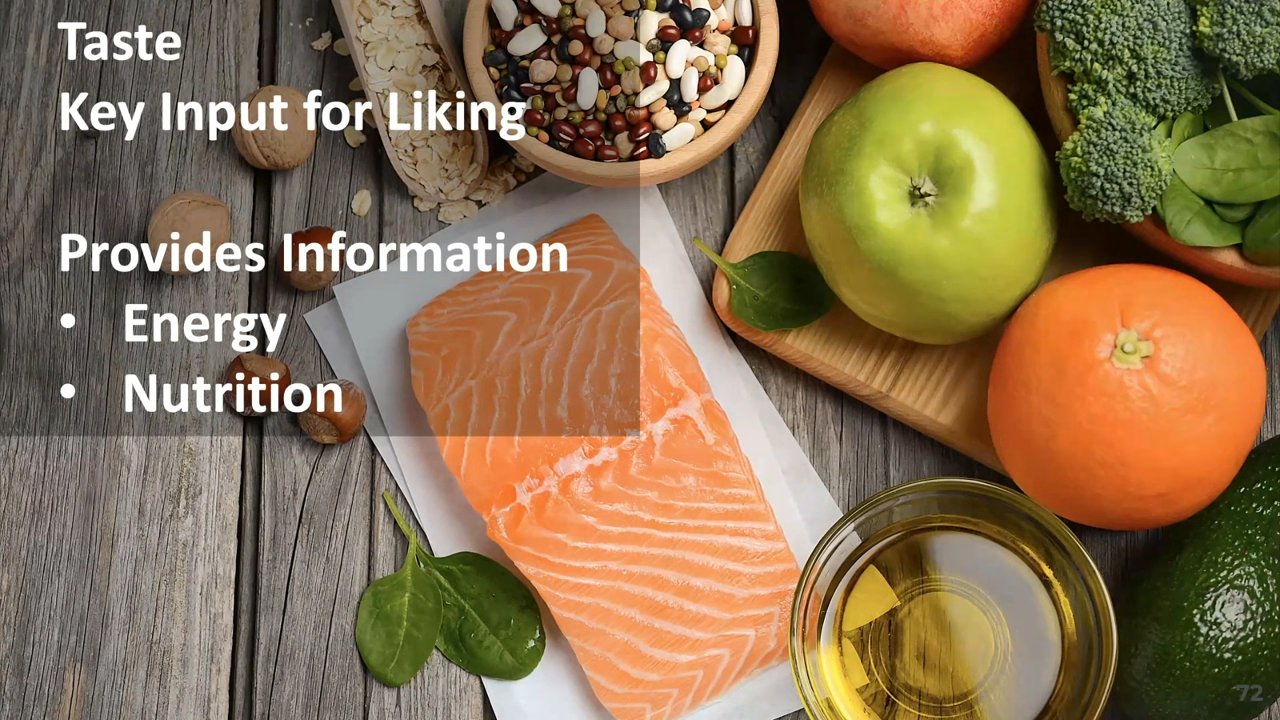 Taste
Key Input for Liking
Provides Information
• Energy
• Nutrition
72